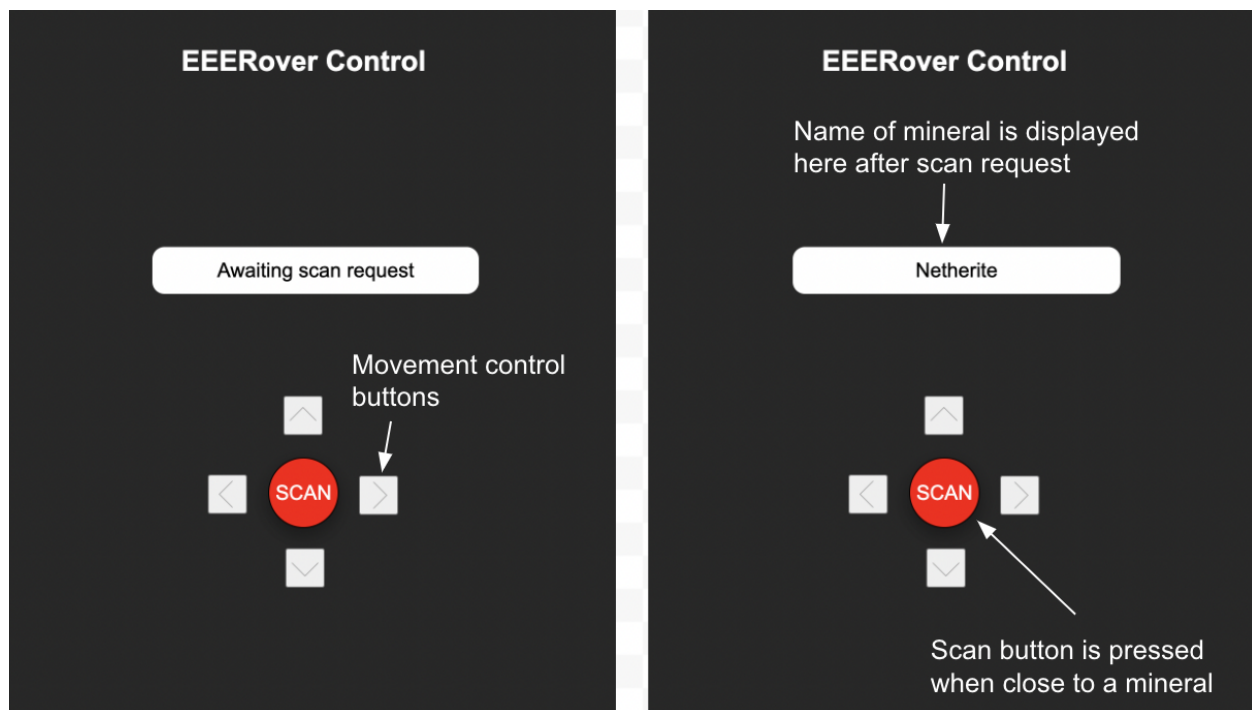 EEERover Control
Awaiting scan request
Movement control
buttons
SCAN
EEERover Control
Name of mineral is displayed
here after scan request
Netherite
SCAN
Scan button is pressed
when close to a mineral